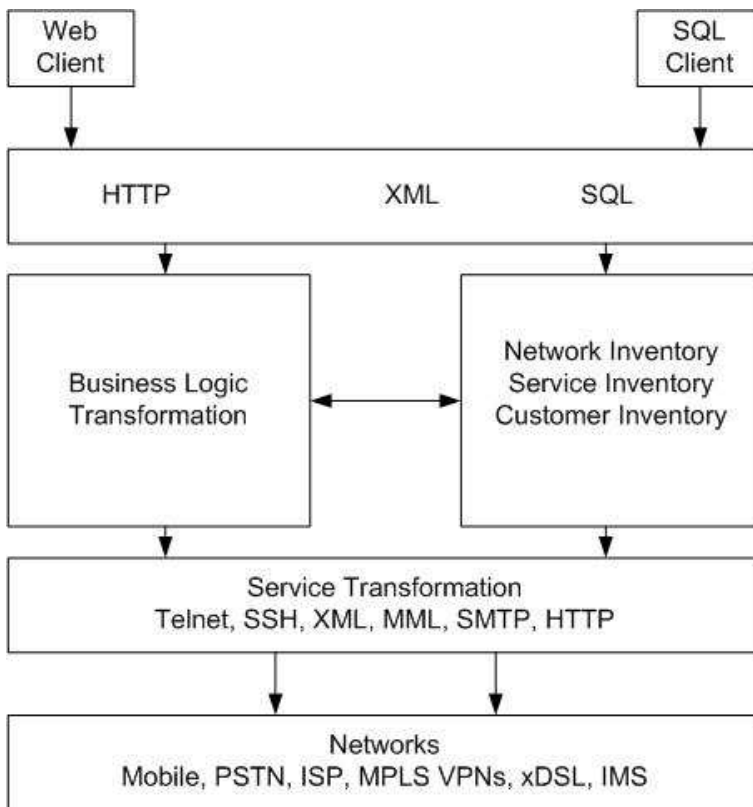 Web
Client
SQL
Client
HTTP XML SQL
Business Logic
Transformation
Network Inventory
Service Inventory
Customer Inventory
Service Transformation
Telnet, SSH, XML, MML, SMTP, HTTP
Networks
Mobile, PSTN, ISP, MPLS VPNs, xDSL, IMS